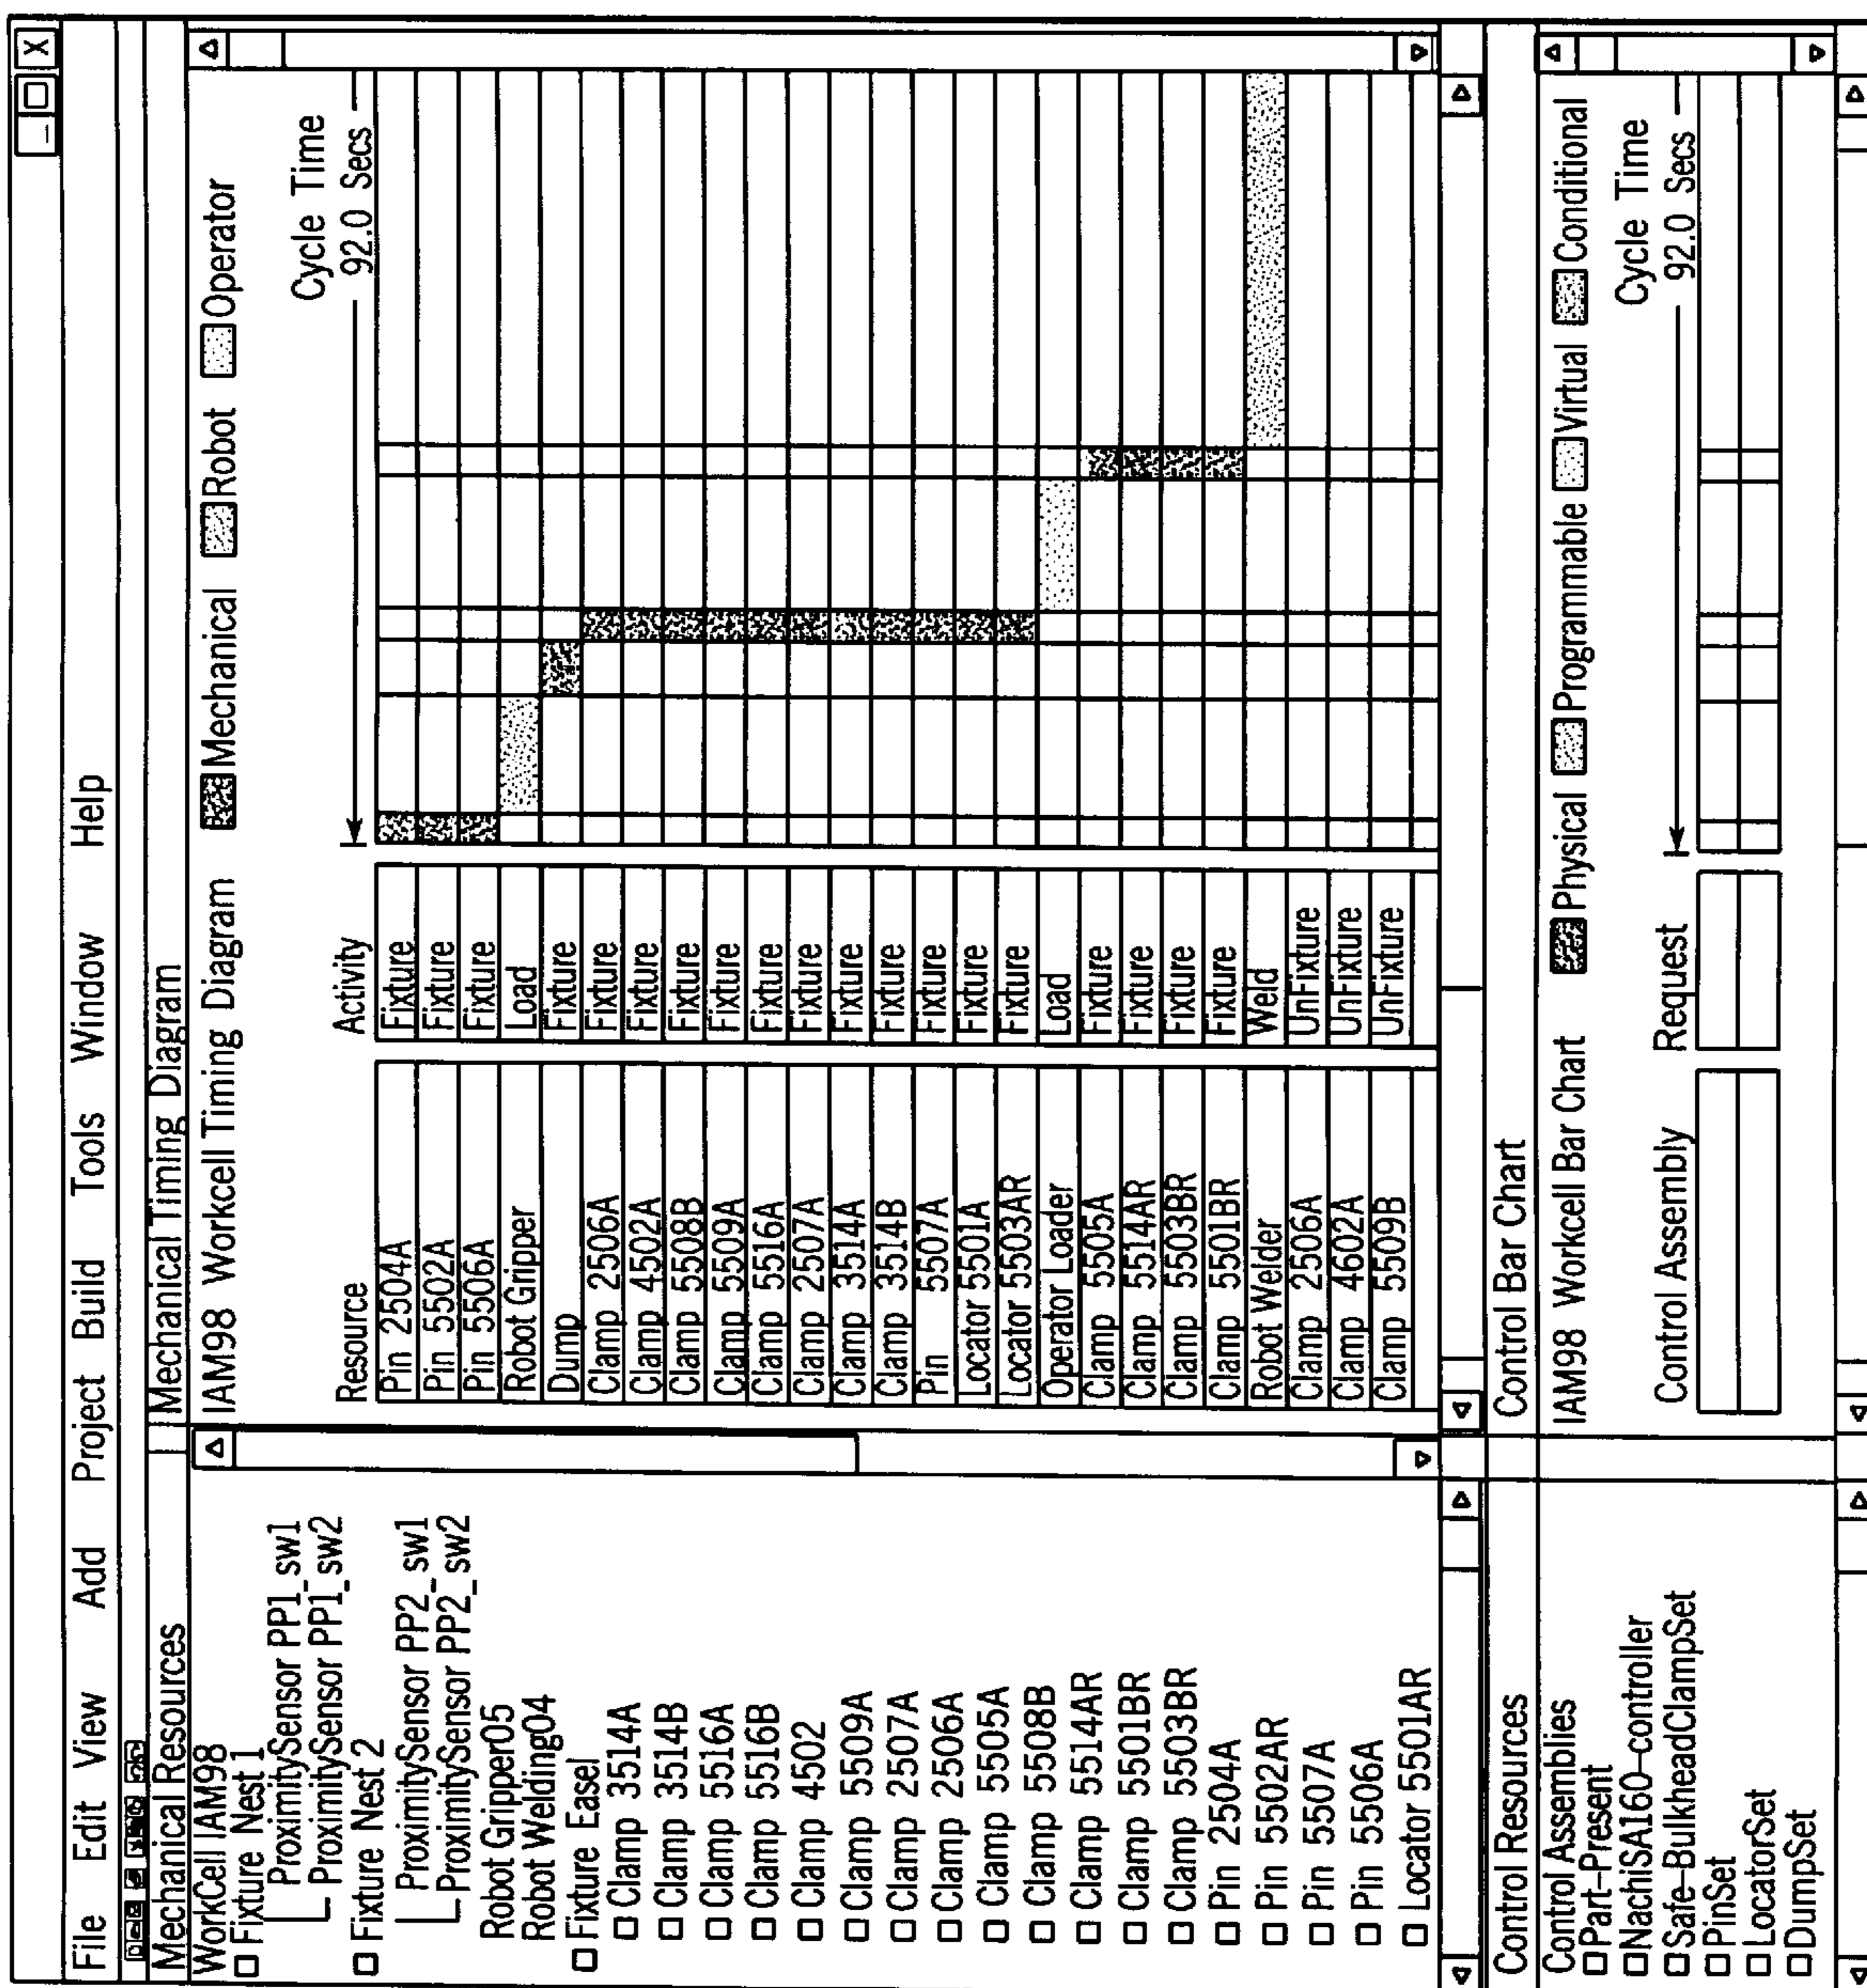 File Edit View Add Project Build Tools Window Help
Mechanical Resources
WorkCell IAM98
Fixture Nest 1
ProximitySensor PP1_sw1
ProximitySensor PP1_sw2
Fixture Nest 2
ProximitySensor PP2_sw1
ProximitySensor PP2_sw2
Robot Gripper05
Robot Welding04
Fixture Easel
Clamp 3514A
Clamp 3514B
Clamp 5516A
Clamp 5516B
Clamp 4502
Clamp 5509A
Clamp 2507A
Clamp 2506A
Clamp 5505A
Clamp 5508B
Clamp 5514AR
Clamp 5501BR
Clamp 5503BR
Pin 2504A
Pin 5502AR
Pin 5507A
Pin 5506A
Locator 5501AR
Mechanical Timing Diagram
IAM98 Workcell Timing Diagram Mechanical Robot Operator
Cycle Time
Resource Activity 92.0 Secs
Pin 2504A Fixture
Pin 5502A Fixture
Pin 5506A Fixture
Robot Gripper Load
Dump Fixture
Clamp 2506A Fixture
Clamp 4502A Fixture
Clamp 5508B Fixture
Clamp 5509A Fixture
Clamp 5516A Fixture
Clamp 2507A Fixture
Clamp 3514A Fixture
Clamp 3514B Fixture
Pin 5507A Fixture
Locator 5501A Fixture
Locator 5503AR Fixture
Operator Loader Load
Clamp 5505A Fixture
Clamp 5514AR Fixture
Clamp 5503BR Fixture
Clamp 5501BR Fixture
Robot Welder Weld
Clamp 2506A UnFixture
Clamp 4602A UnFixture
Clamp 5509B UnFixture
Control Resources
Control Assemblies
Part-Present
NachiSA160-controller
Safe-BulkheadClampSet
PinSet
LocatorSet
DumpSet
Control Bar Chart
IAM98 Workcell Bar Chart Physical Programmable Virtual Conditional
Cycle Time
Control Assembly Request 92.0 Secs